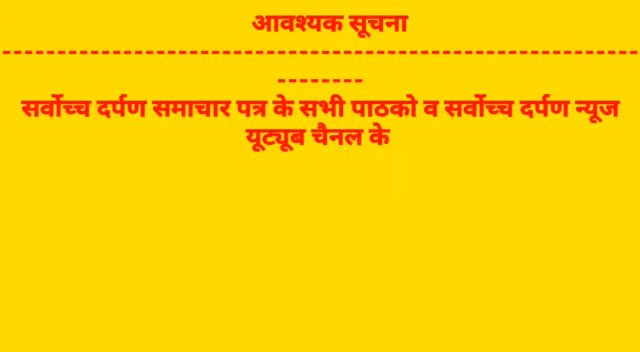 आवश्यक सूचना
----------------------------------------------------------
--------
सर्वोच्च दर्पण समाचार पत्र के सभी पाठको व सर्वोच्च दर्पण न्यूज
यूट्यूब चैनल के